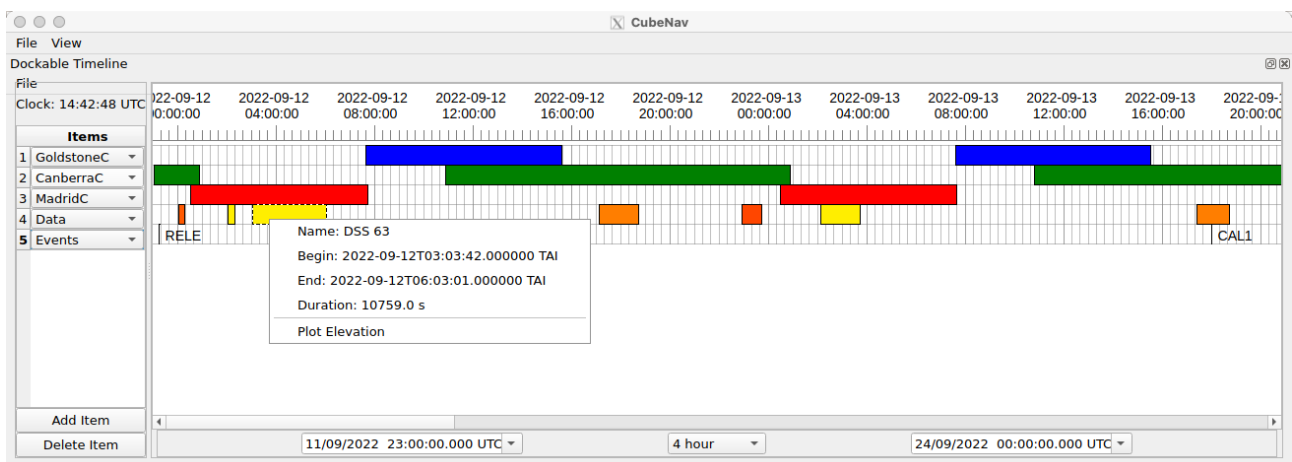 CubeNav
File View
Dockable Timeline
File
Clock: 14:42:48 UTC
022-09-12 2022-09-12 2022-09-12 2022-09-12 2022-09-12 2022-09-12 2022-09-13 2022-09-13 2022-09-13 2022-09-13 2022-09-13 2022-09-
00:00:00 04:00:00 08:00:00 12:00:00 16:00:00 20:00:00 00:00:00 04:00:00 08:00:00 12:00:00 16:00:00 20:00:00
Items
1 GoldstoneC
2 CanberraC
3 MadridC
4 Data
5 Events
RELE CAL1
Name: DSS 63
Begin: 2022-09-12T03:03:42.000000 TAI
End: 2022-09-12T06:03:01.000000 TAI
Duration: 10759.0 s
Plot Elevation
Add Item
Delete Item
11/09/2022 23:00:00.000 UTC 4 hour 24/09/2022 00:00:00.000 UTC